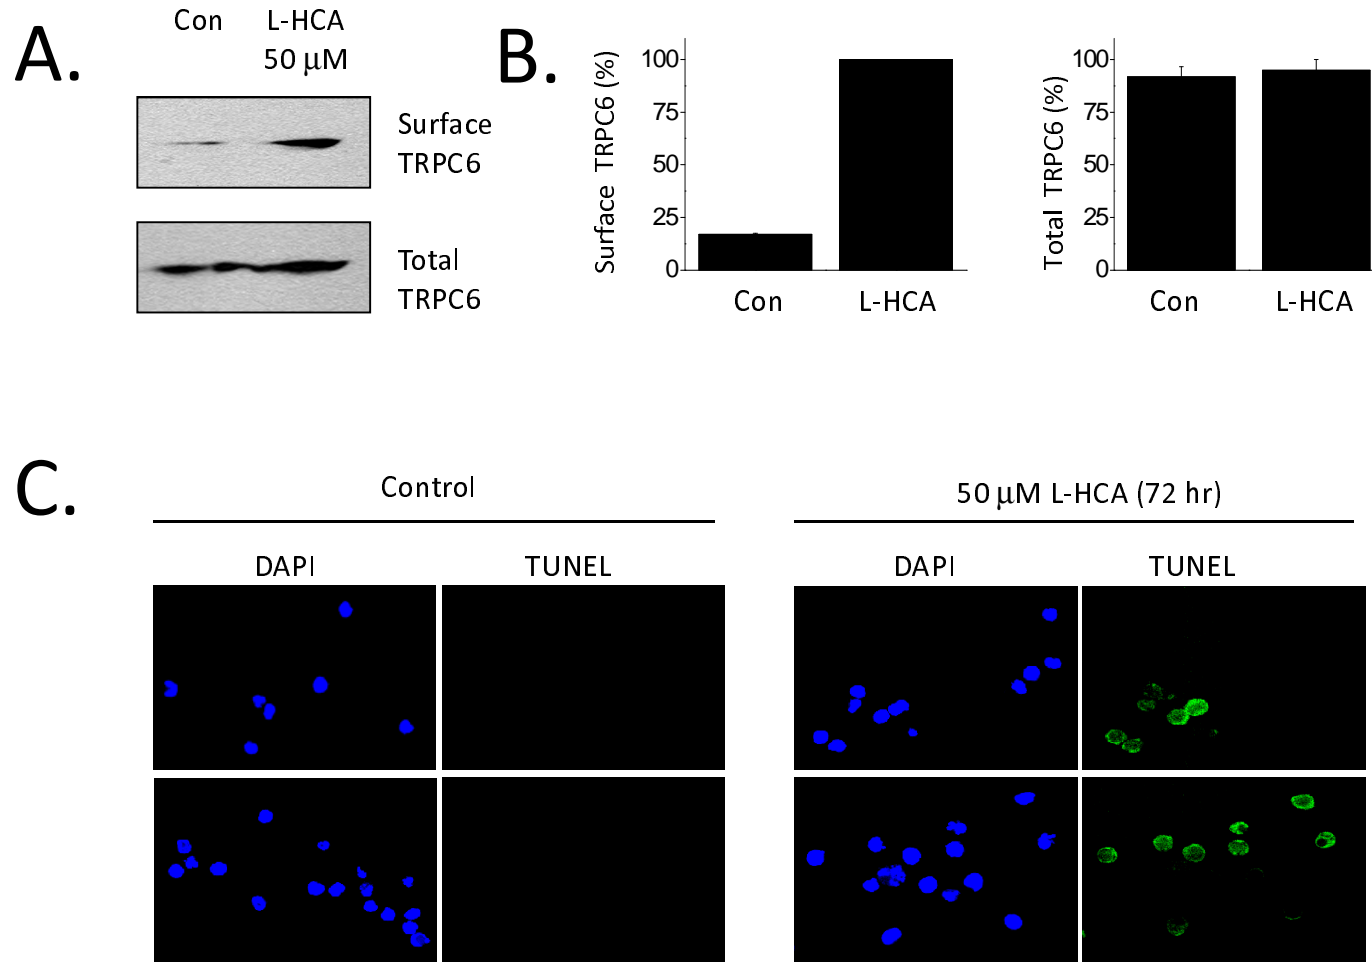 A.
Con
L-HCA
50 μM
Surface
TRPC6
Total
TRPC6
B.
Surface TRPC6 (%)
100
75
50
25
0
Con
L-HCA
Total TRPC6 (%)
100
75
50
25
0
Con
L-HCA
C.
Control
50 μM L-HCA (72 hr)
DAPI
TUNEL
DAPI
TUNEL